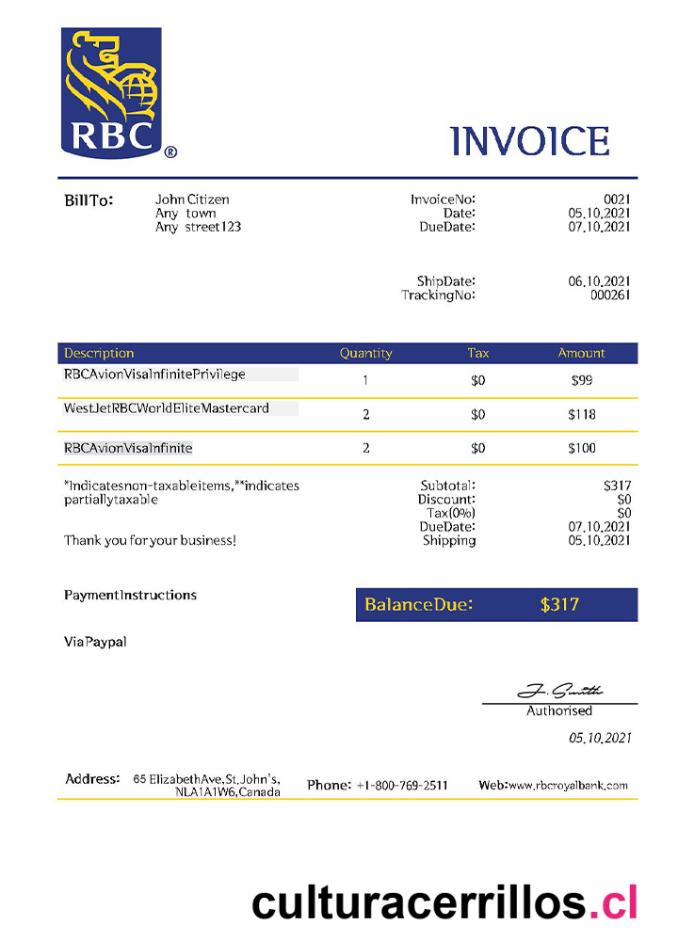 RBC®
INVOICE
BillTo: John Citizen InvoiceNo: 0021
Any town Date: 05.10.2021
Any street123 DueDate: 07.10.2021
ShipDate: 06.10.2021
TrackingNo: 000261
Description Quantity Tax Amount
RBCAvionVisaInfinitePrivilege 1 $0 $99
WestJetRBCWorldEliteMastercard 2 $0 $118
RBCAvionVisaInfinite 2 $0 $100
*Indicatesnon-taxableitems,**indicates Subtotal: $317
partiallytaxable Discount: $0
Tax(0%) $0
DueDate: 07.10.2021
Thank you for your business! Shipping 05.10.2021
PaymentInstructions
BalanceDue: $317
ViaPaypal
J. Smith
Authorised
05.10.2021
Address: 65 ElizabethAve,St.John's, Phone: +1-800-769-2511 Web:www.rbcroyalbank.com
NLA1A1W6,Canada
culturacerrillos.cl